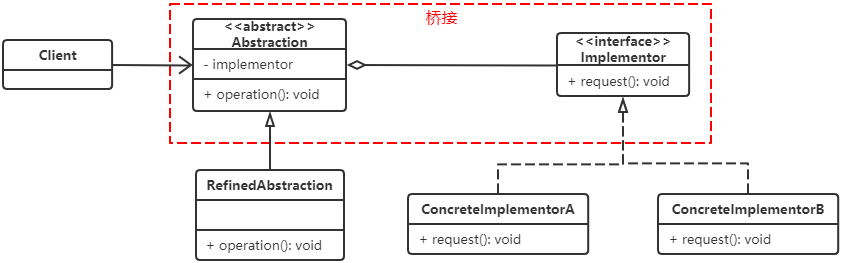 桥接
Client
<<abstract>>
Abstraction
- implementor
+ operation(): void
<<interface>>
Implementor
+ request(): void
RefinedAbstraction
+ operation(): void
ConcreteImplementorA
+ request(): void
ConcreteImplementorB
+ request(): void